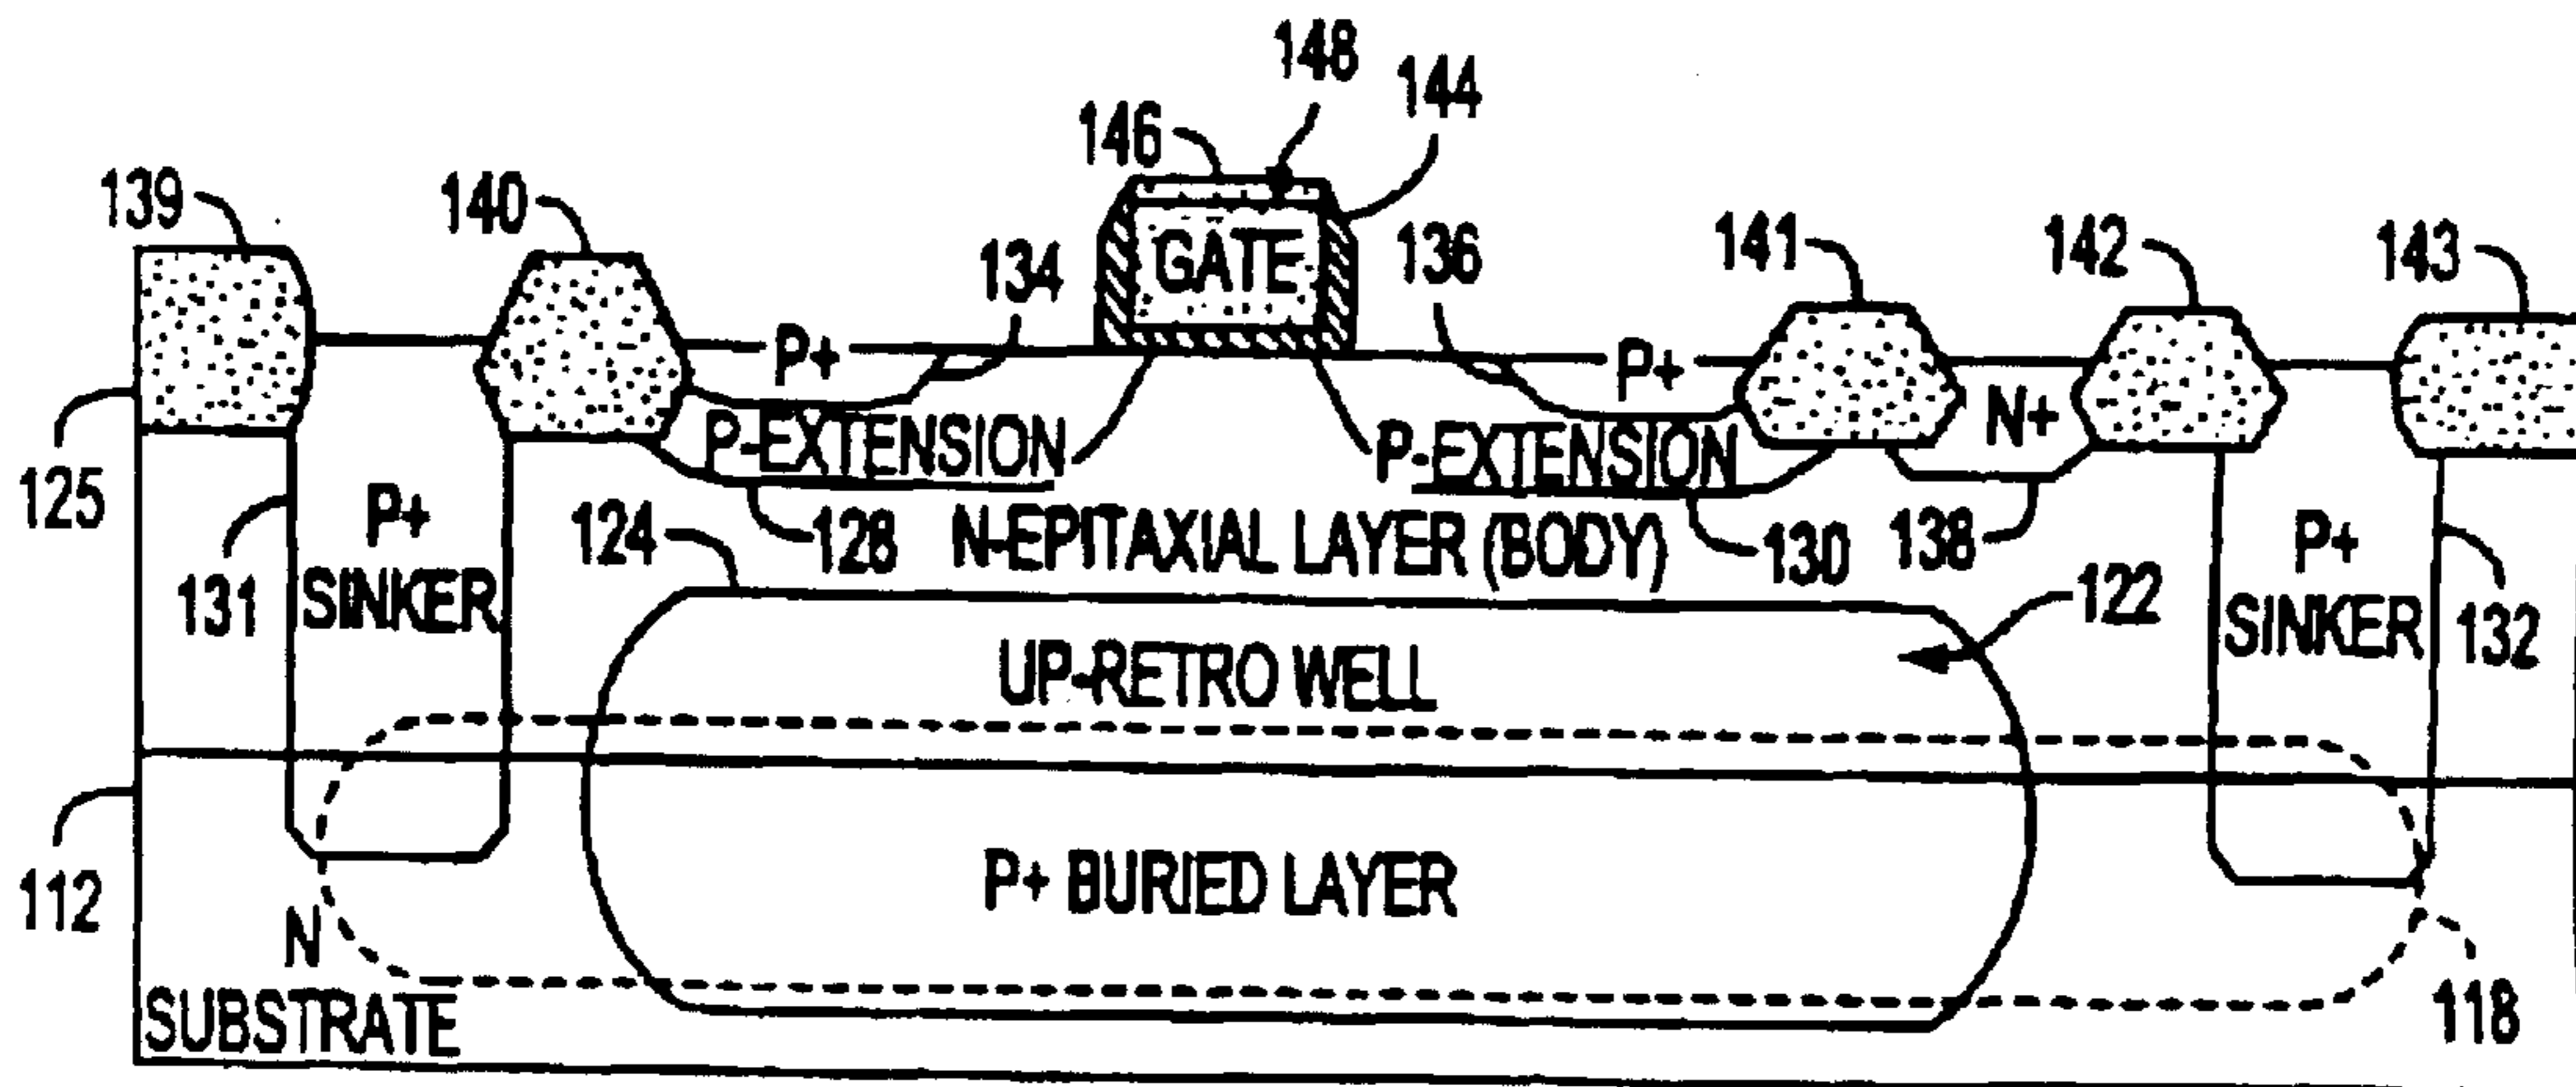 148
144
146
139
140
134
GATE
136
141
142
143
P+
P+
N+
P-EXTENSION
P-EXTENSION
125
131
P+
SINKER
124
128
N-EPITAXIAL LAYER (BODY)
130
138
122
P+
SINKER
132
UP-RETRO WELL
112
P+ BURIED LAYER
N
SUBSTRATE
118